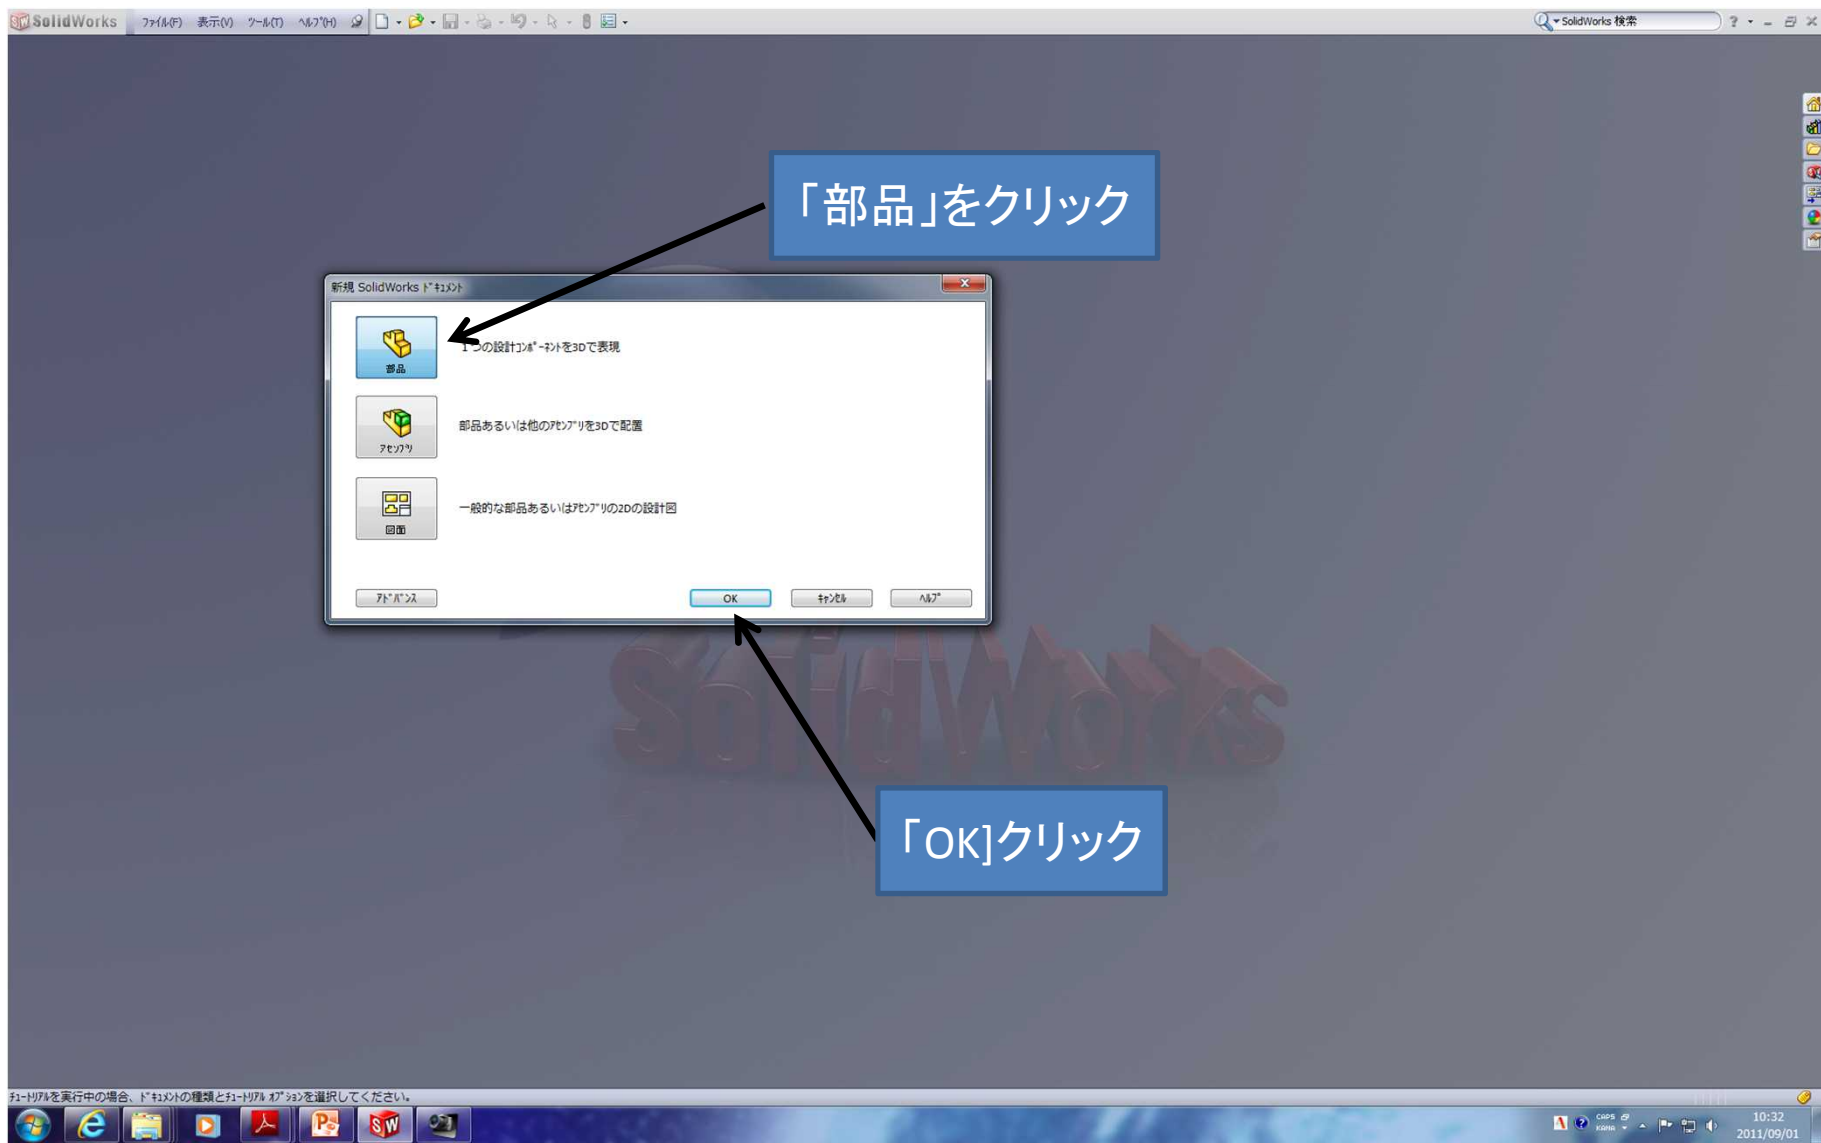 SolidWorks ﾌｧｲﾙ(F) 表示(V) ﾂｰﾙ(T) ﾍﾙﾌﾟ(H) SolidWorks 検索 ?
「部品」をクリック
新規 SolidWorks ﾄﾞｷｭﾒﾝﾄ
部品
1 つの設計ｺﾝﾎﾟｰﾈﾝﾄを3Dで表現
ｱｾﾝﾌﾞﾘ
部品あるいは他のｱｾﾝﾌﾞﾘを3Dで配置
図面
一般的な部品あるいはｱｾﾝﾌﾞﾘの2Dの設計図
ｱﾄﾞﾊﾞﾝｽ OK ｷｬﾝｾﾙ ﾍﾙﾌﾟ
SolidWorks
「OK]クリック
ﾁｭｰﾄﾘｱﾙを実行中の場合、ﾄﾞｷｭﾒﾝﾄの種類とﾁｭｰﾄﾘｱﾙ ｵﾌﾟｼｮﾝを選択してください。
CAPS
KANA
10:32
2011/09/01